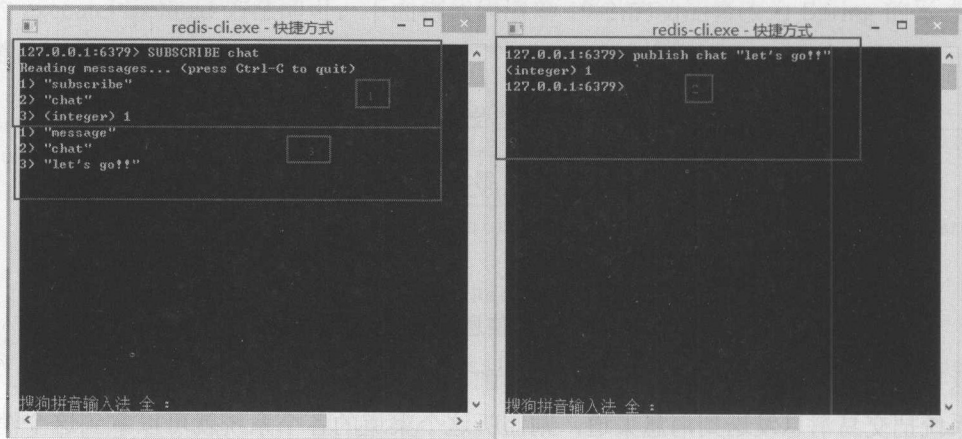 redis-cli.exe - 快捷方式
127.0.0.1:6379> SUBSCRIBE chat
Reading messages... (press Ctrl-C to quit)
1) "subscribe"
2) "chat"
3) (integer) 1
1
1) "message"
2) "chat"
3) "let's go!!"
3
搜狗拼音输入法 全 :
redis-cli.exe - 快捷方式
127.0.0.1:6379> publish chat "let's go!!"
(integer) 1
127.0.0.1:6379>
2
搜狗拼音输入法 全 :